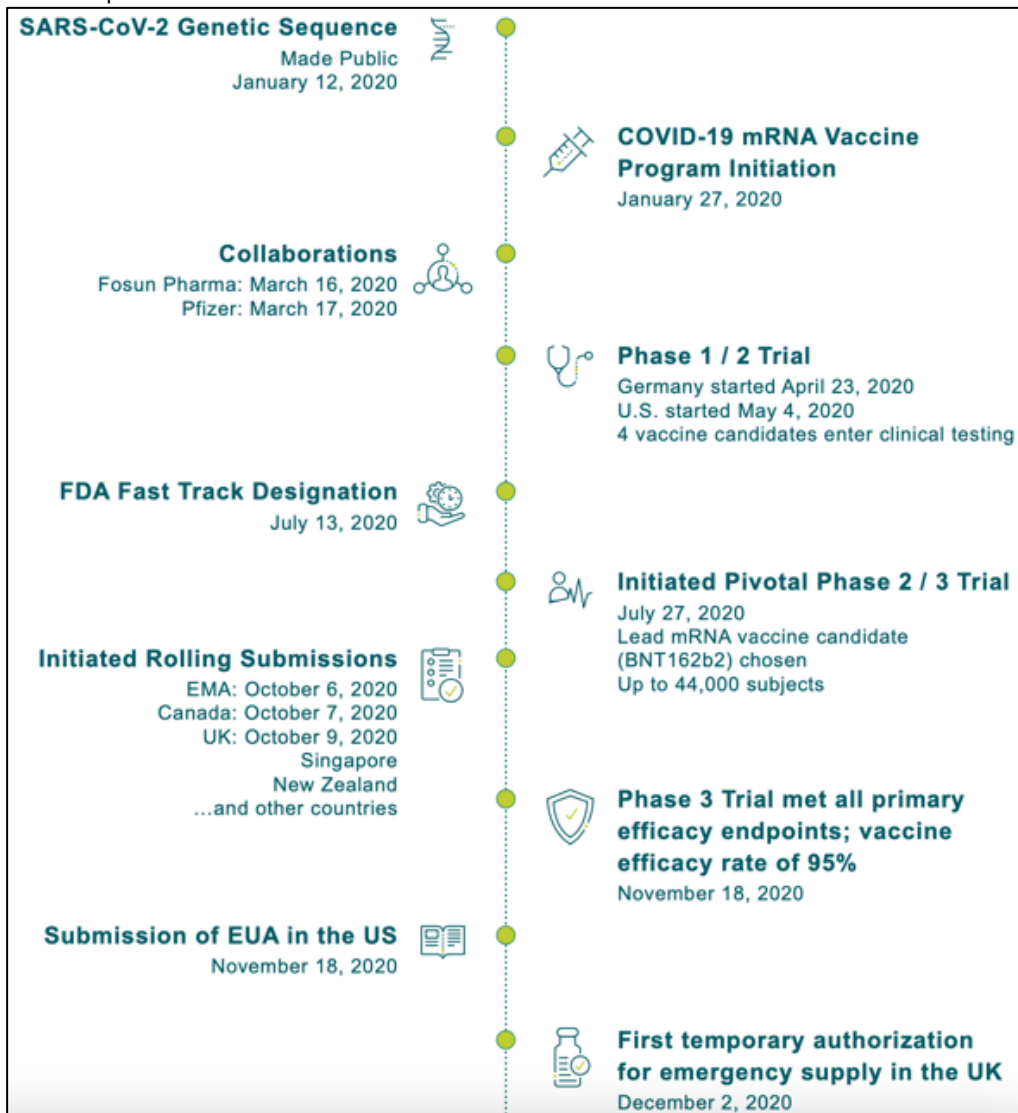 SARS-CoV-2 Genetic Sequence
Made Public
January 12, 2020
COVID-19 mRNA Vaccine
Program Initiation
January 27, 2020
Collaborations
Fosun Pharma: March 16, 2020
Pfizer: March 17, 2020
Phase 1 / 2 Trial
Germany started April 23, 2020
U.S. started May 4, 2020
4 vaccine candidates enter clinical testing
FDA Fast Track Designation
July 13, 2020
Initiated Pivotal Phase 2 / 3 Trial
July 27, 2020
Lead mRNA vaccine candidate
(BNT162b2) chosen
Up to 44,000 subjects
Initiated Rolling Submissions
EMA: October 6, 2020
Canada: October 7, 2020
UK: October 9, 2020
Singapore
New Zealand
...and other countries
Phase 3 Trial met all primary
efficacy endpoints; vaccine
efficacy rate of 95%
November 18, 2020
Submission of EUA in the US
November 18, 2020
First temporary authorization
for emergency supply in the UK
December 2, 2020